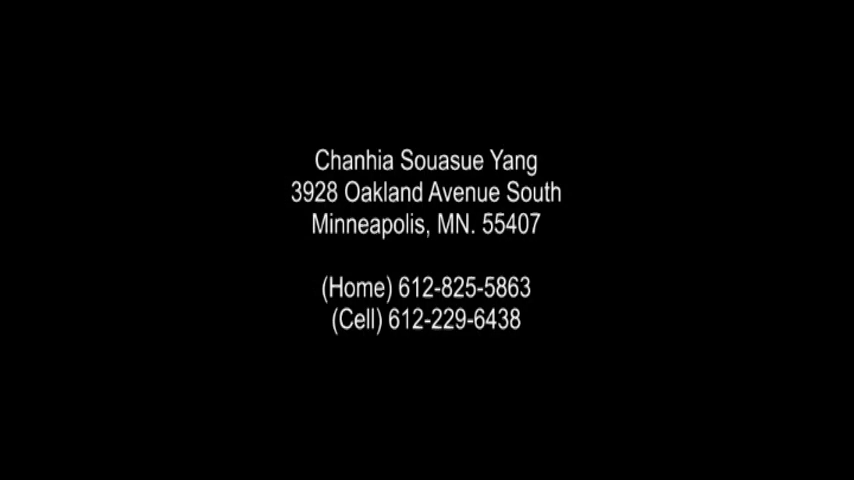 Chanhia Souasue Yang
3928 Oakland Avenue South
Minneapolis, MN. 55407
(Home) 612-825-5863
(Cell) 612-229-6438